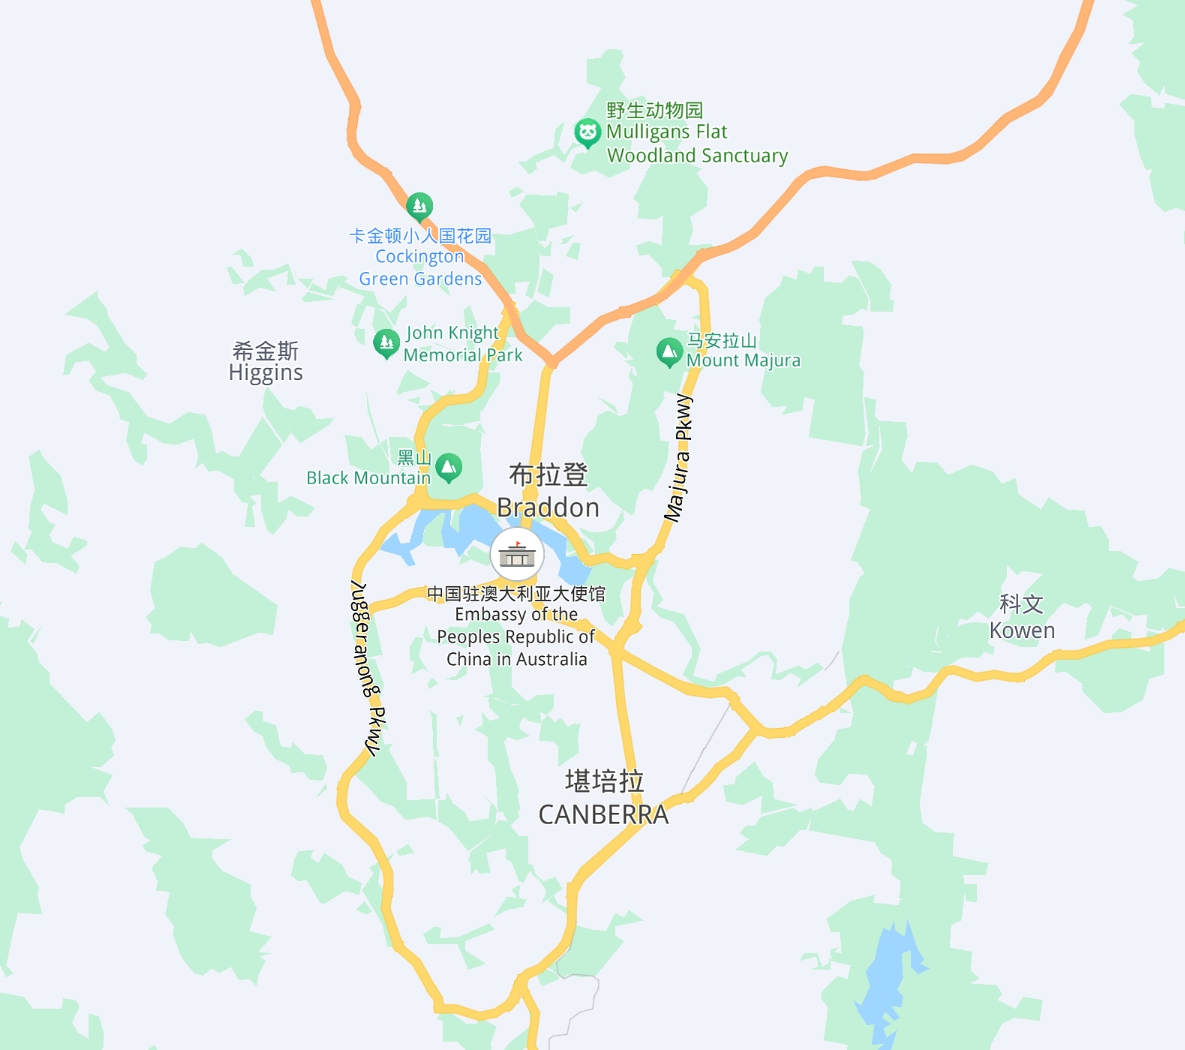 野生动物园
Mulligans Flat
Woodland Sanctuary
卡金顿小人国花园
Cockington
Green Gardens
John Knight
Memorial Park
马安拉山
Mount Majura
希金斯
Higgins
Majura Pkwy
黑山
Black Mountain
布拉登
Braddon
中国驻澳大利亚大使馆
Embassy of the
Peoples Republic of
China in Australia
科文
Kowen
Tuggeranong Pkwy
堪培拉
CANBERRA